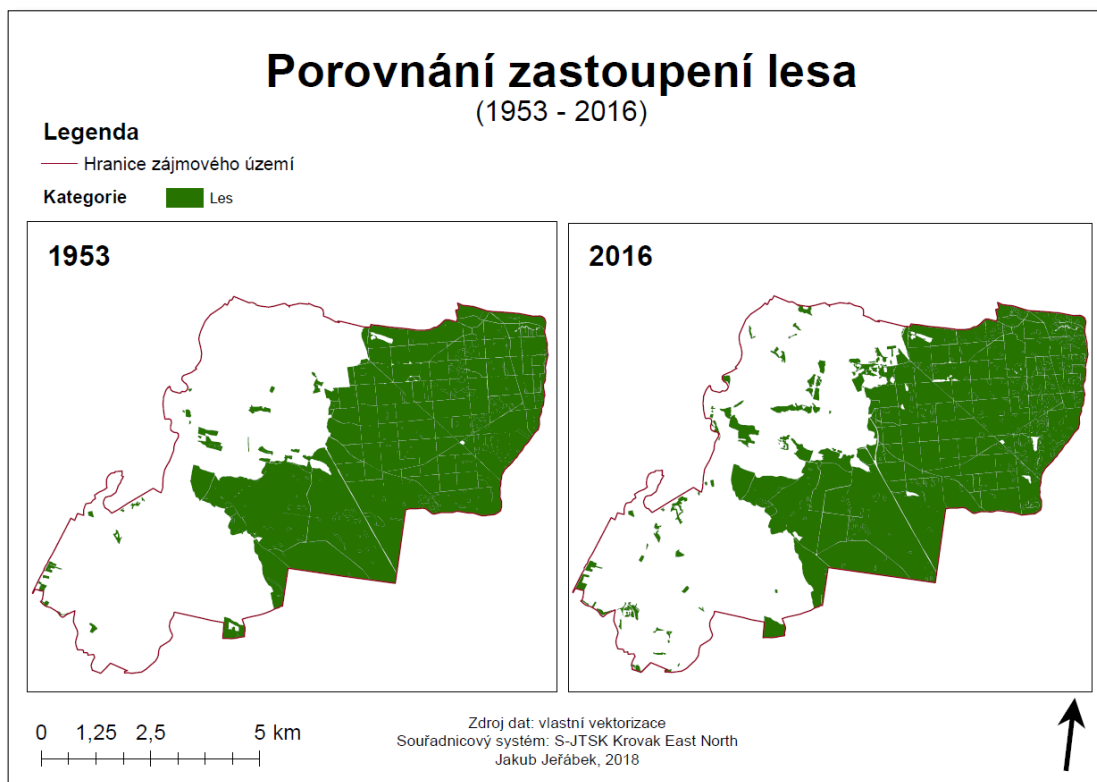 Porovnání zastoupení lesa
(1953 - 2016)
Legenda
Hranice zájmového území
Kategorie Les
1953
2016
0 1,25 2,5 5 km
Zdroj dat: vlastní vektorizace
Souřadnicový systém: S-JTSK Krovak East North
Jakub Jeřábek, 2018